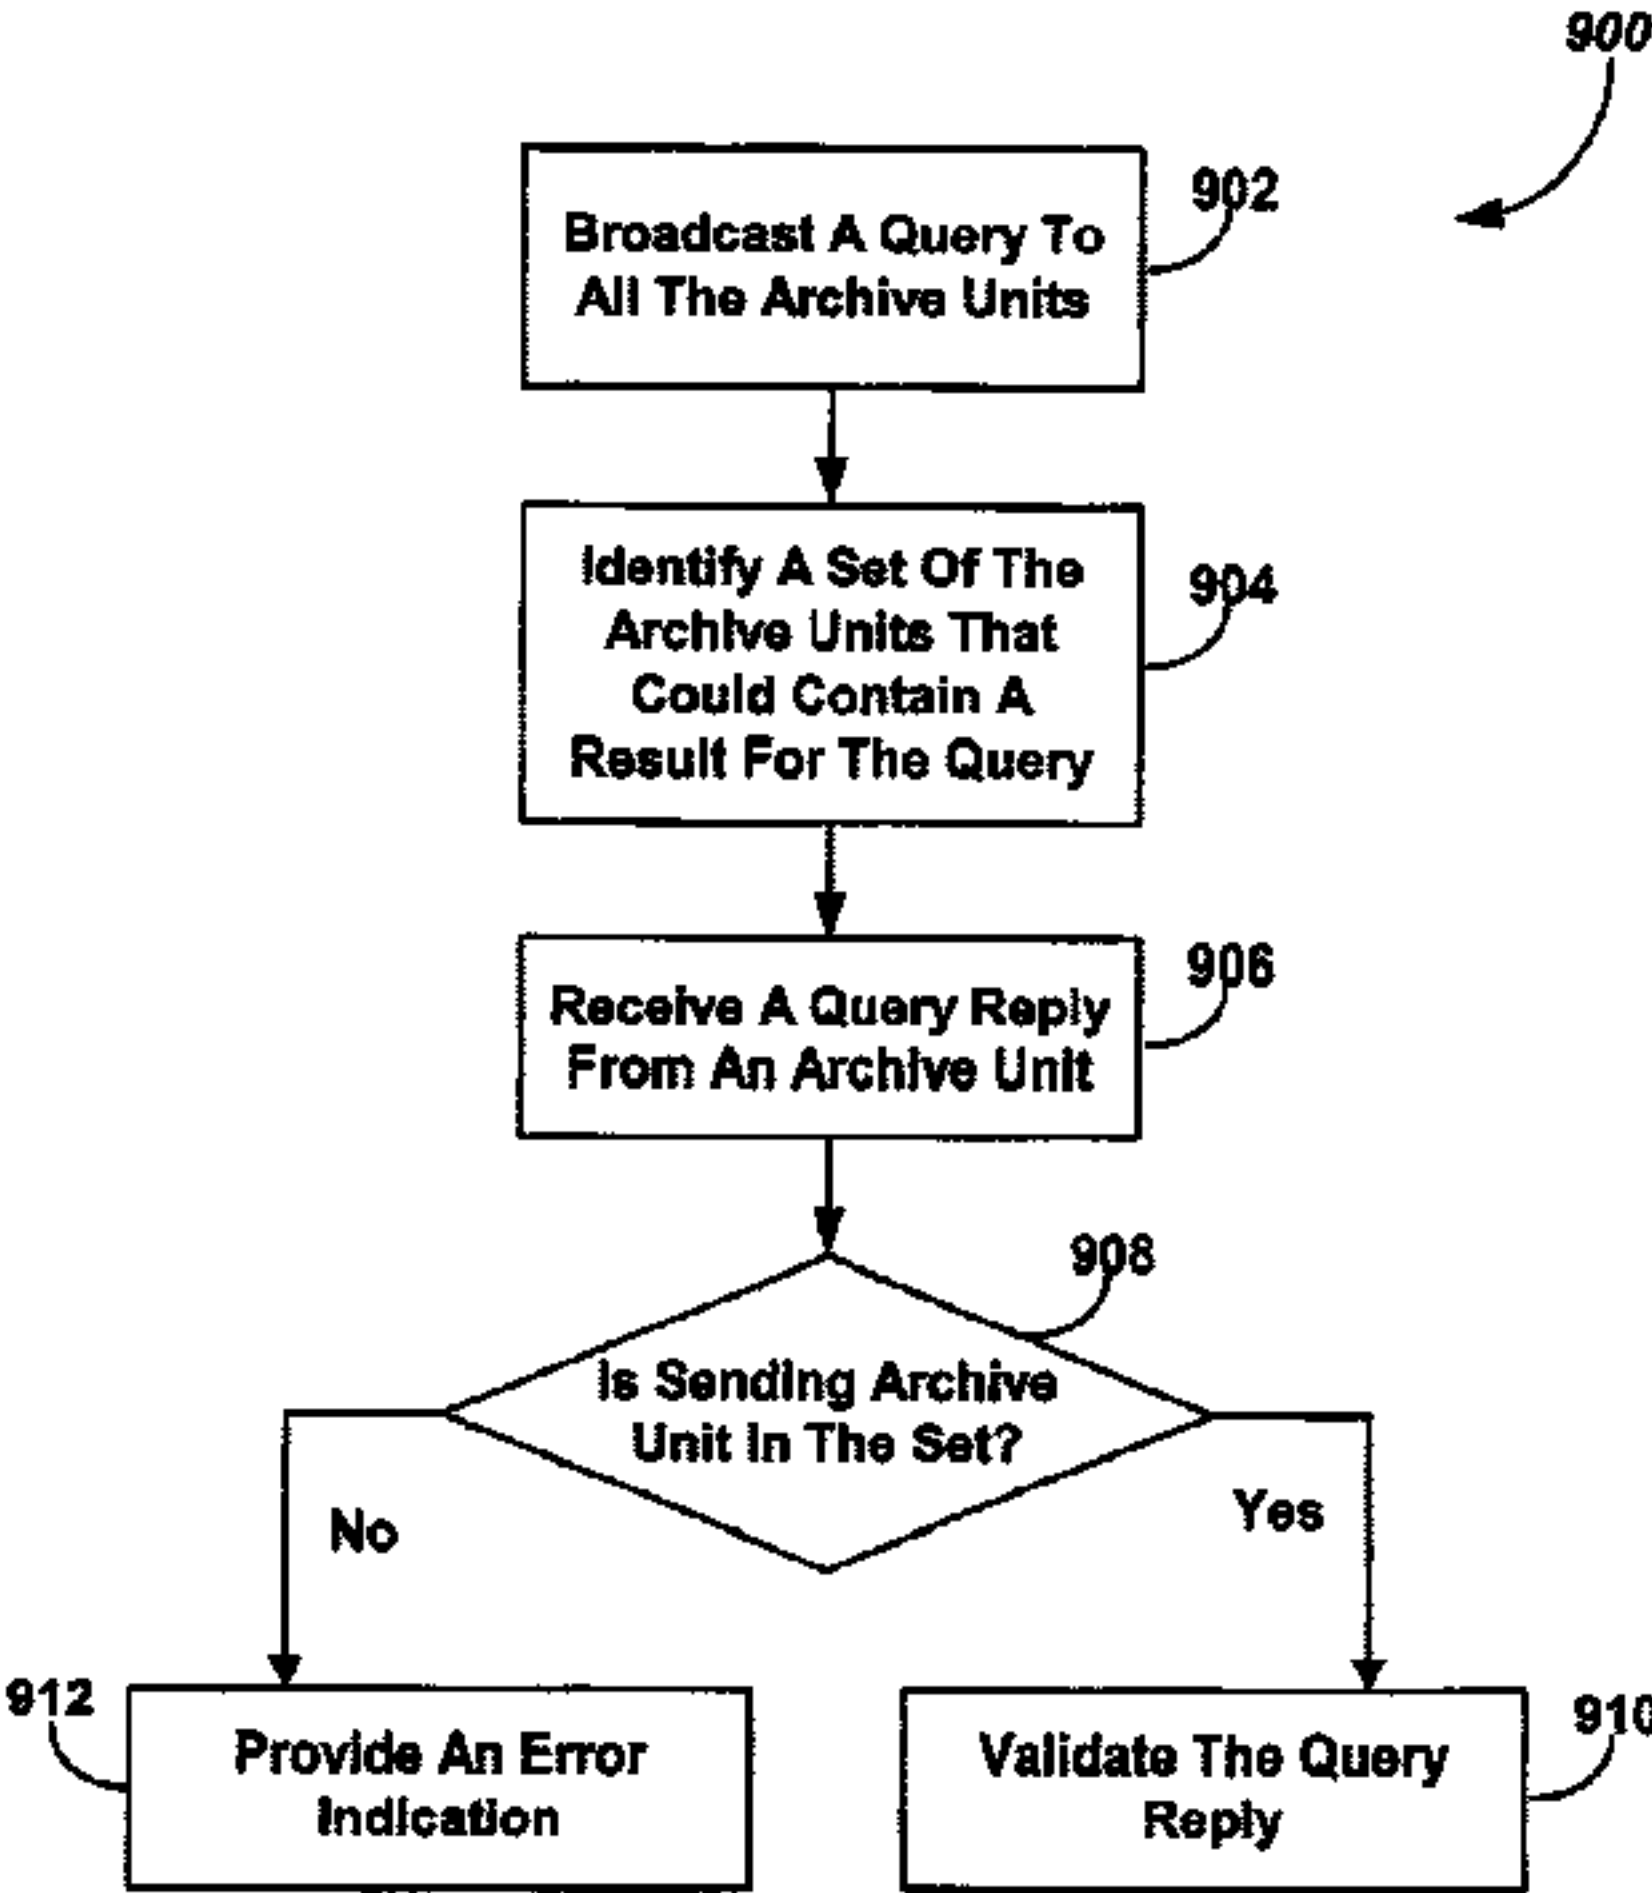 900
902
Broadcast A Query To
All The Archive Units
904
Identify A Set Of The
Archive Units That
Could Contain A
Result For The Query
906
Receive A Query Reply
From An Archive Unit
908
Is Sending Archive
Unit In The Set?
No
Yes
912
Provide An Error
Indication
910
Validate The Query
Reply